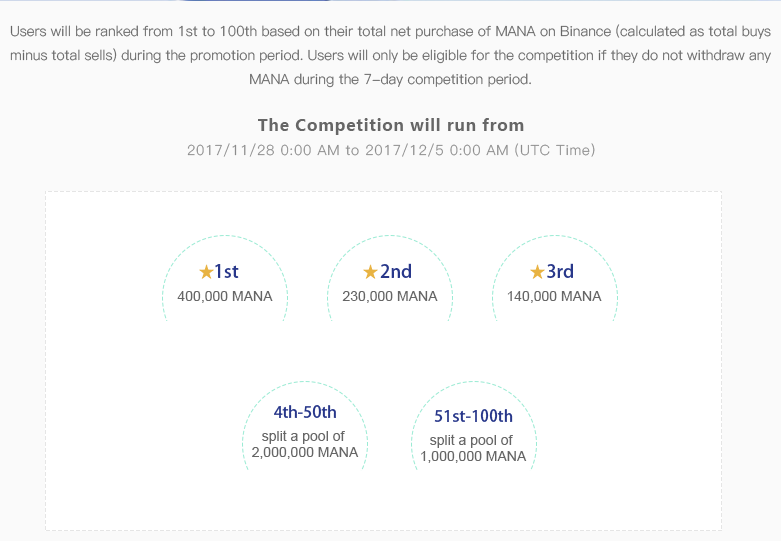 Users will be ranked from 1st to 100th based on their total net purchase of MANA on Binance (calculated as total buys
minus total sells) during the promotion period. Users will only be eligible for the competition if they do not withdraw any
MANA during the 7-day competition period.
The Competition will run from
2017/11/28 0:00 AM to 2017/12/5 0:00 AM (UTC Time)
★1st
400,000 MANA
★2nd
230,000 MANA
★3rd
140,000 MANA
4th-50th
split a pool of
2,000,000 MANA
51st-100th
split a pool of
1,000,000 MANA